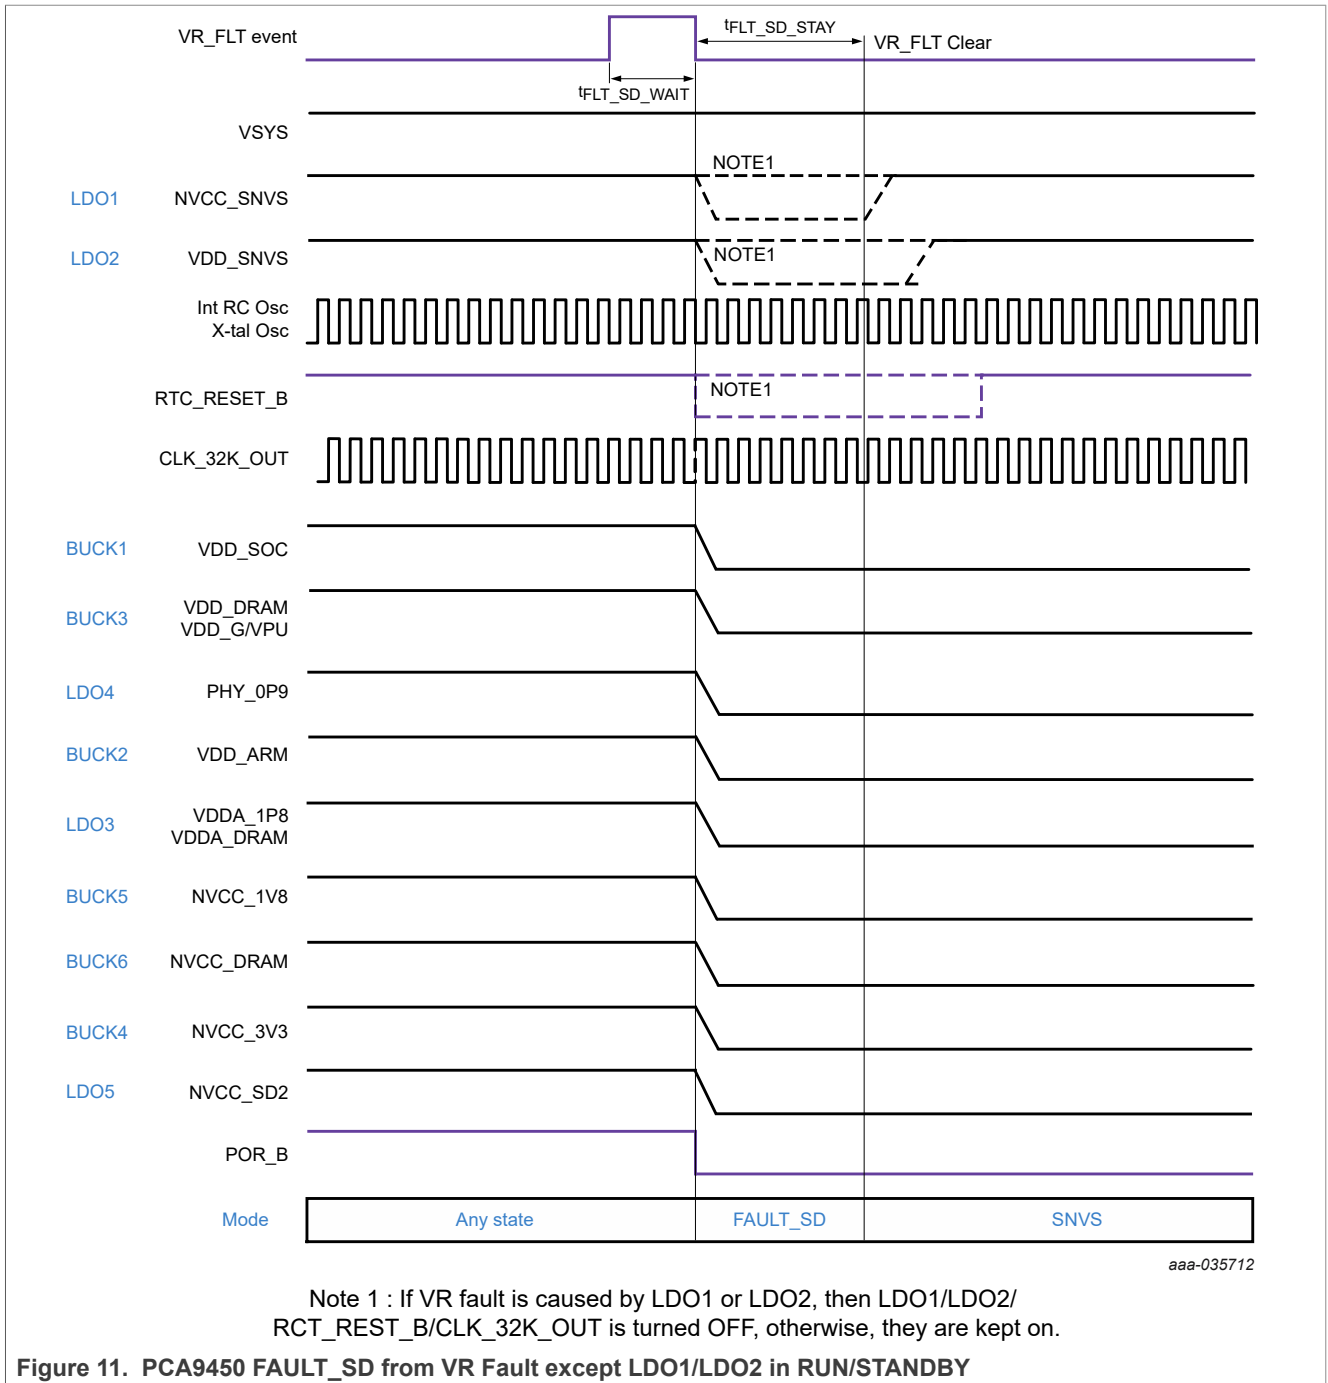 VR_FLT event
tFLT_SD_STAY
VR_FLT Clear
tFLT_SD_WAIT
VSYS
NOTE1
LDO1 NVCC_SNVS
LDO2 VDD_SNVS
NOTE1
Int RC Osc
X-tal Osc
RTC_RESET_B
NOTE1
CLK_32K_OUT
BUCK1 VDD_SOC
BUCK3 VDD_DRAM
VDD_G/VPU
LDO4 PHY_0P9
BUCK2 VDD_ARM
LDO3 VDDA_1P8
VDDA_DRAM
BUCK5 NVCC_1V8
BUCK6 NVCC_DRAM
BUCK4 NVCC_3V3
LDO5 NVCC_SD2
POR_B
Mode Any state FAULT_SD SNVS
aaa-035712
Note 1 : If VR fault is caused by LDO1 or LDO2, then LDO1/LDO2/
RCT_REST_B/CLK_32K_OUT is turned OFF, otherwise, they are kept on.
Figure 11. PCA9450 FAULT_SD from VR Fault except LDO1/LDO2 in RUN/STANDBY